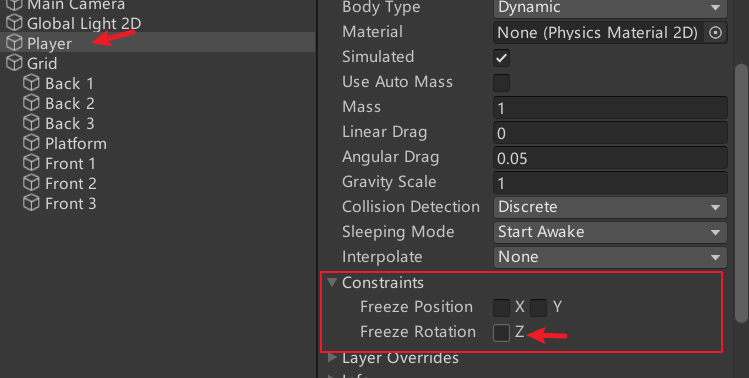 Main Camera
Global Light 2D
Player
Grid
Back 1
Back 2
Back 3
Platform
Front 1
Front 2
Front 3
Body Type Dynamic
Material None (Physics Material 2D)
Simulated
Use Auto Mass
Mass 1
Linear Drag 0
Angular Drag 0.05
Gravity Scale 1
Collision Detection Discrete
Sleeping Mode Start Awake
Interpolate None
Constraints
Freeze Position X Y
Freeze Rotation Z
Layer Overrides